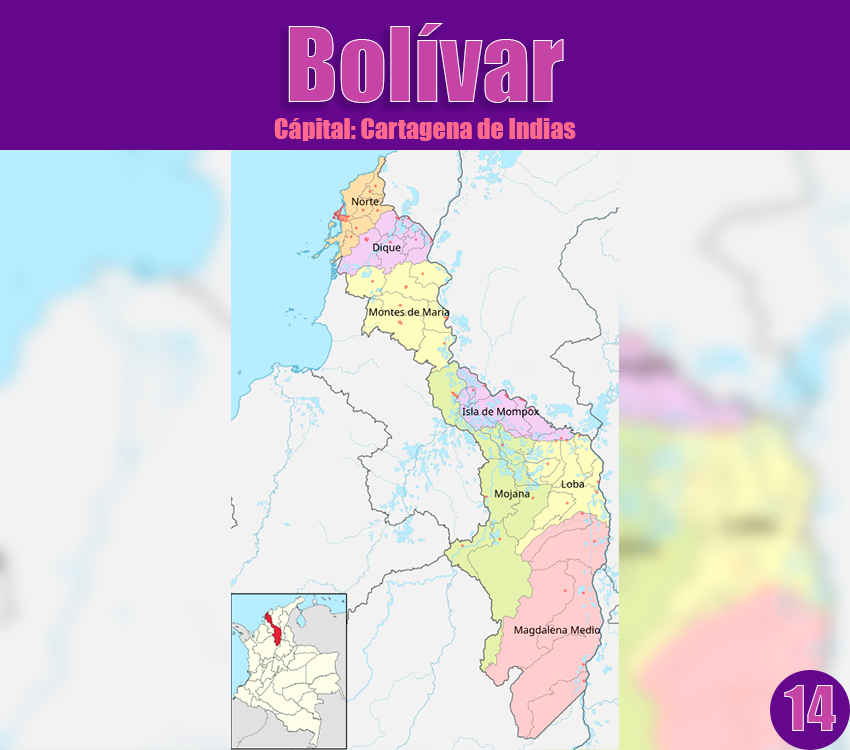 Bolívar
Cápital: Cartagena de Indias
Norte
Dique
Montes de María
Isla de Mompox
Loba
Mojana
Magdalena Medio
14